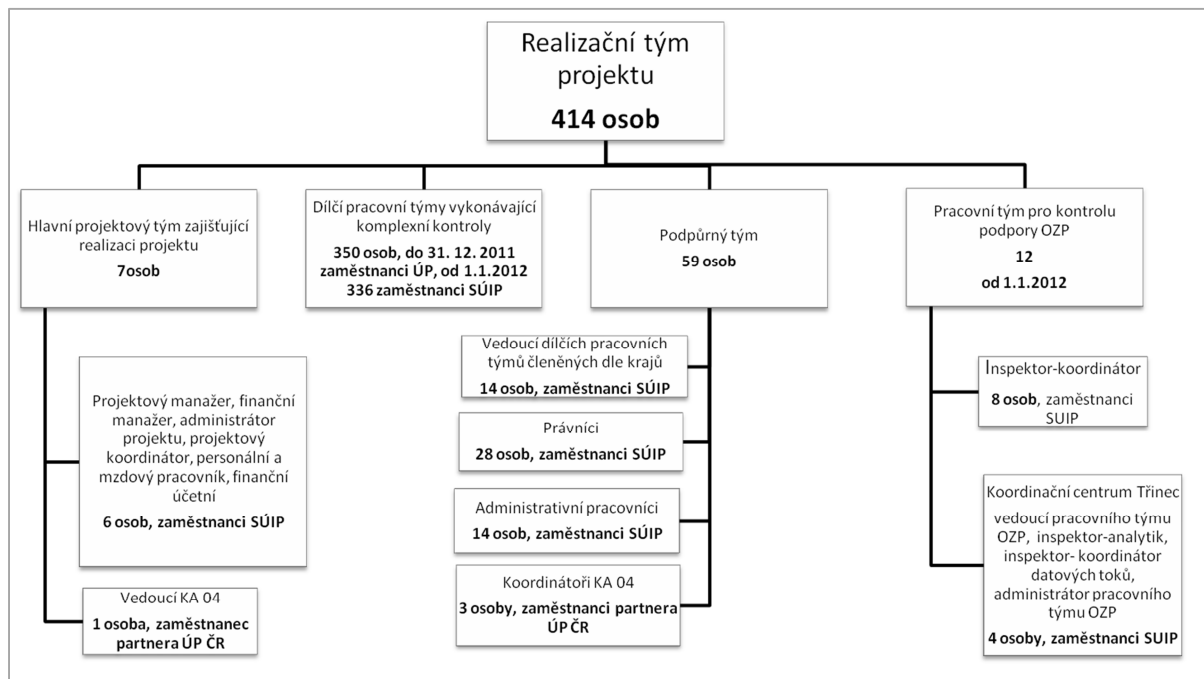 Realizační tým
projektu
414 osob
Hlavní projektový tým zajišťující
realizaci projektu
7osob
Dílčí pracovní týmy vykonávající
komplexní kontroly
350 osob, do 31. 12. 2011
zaměstnanci ÚP, od 1.1.2012
336 zaměstnanci SÚIP
Podpůrný tým
59 osob
Pracovní tým pro kontrolu
podpory OZP
12
od 1.1.2012
Projektový manažer, finanční
manažer, administrátor
projektu, projektový
koordinátor, personální a
mzdový pracovník, finanční
účetní
6 osob, zaměstnanci SÚIP
Vedoucí KA 04
1 osoba, zaměstnanec
partnera ÚP ČR
Vedoucí dílčích pracovních
týmů členěných dle krajů
14 osob, zaměstnanci SÚIP
Právníci
28 osob, zaměstnanci SÚIP
Administrativní pracovníci
14 osob, zaměstnanci SÚIP
Koordinátoři KA 04
3 osoby, zaměstnanci partnera
ÚP ČR
Inspektor-koordinátor
8 osob, zaměstnanci
SUIP
Koordinační centrum Třinec
vedoucí pracovního týmu
OZP, inspektor-analytik,
inspektor- koordinátor
datových toků,
administrátor pracovního
týmu OZP
4 osoby, zaměstnanci SUIP